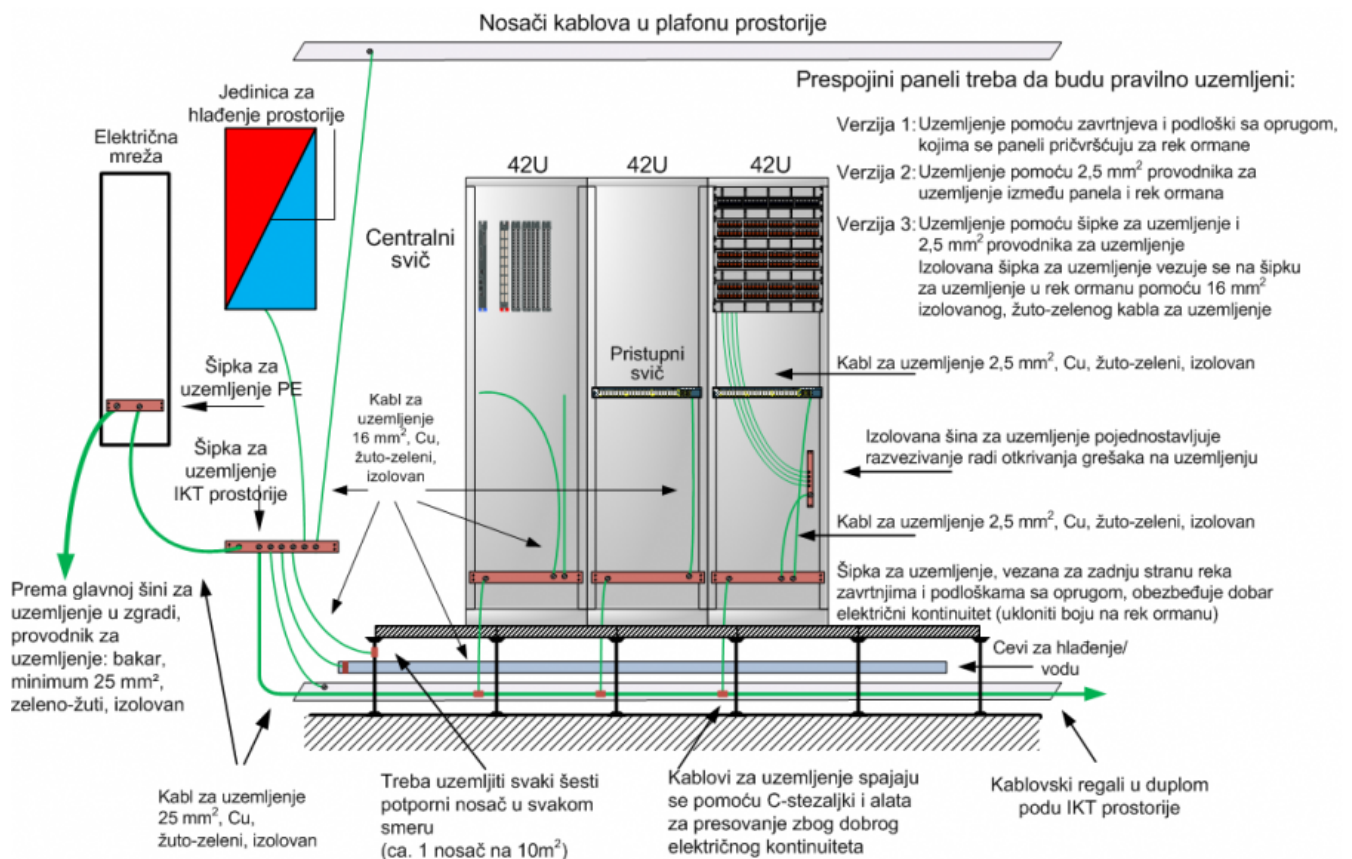 Nosači kablova u plafonu prostorije
Prespojini paneli treba da budu pravilno uzemljeni:
Verzija 1: Uzemljenje pomoću zavrtnjeva i podloški sa oprugom,
kojima se paneli pričvršćuju za rek ormane
Verzija 2: Uzemljenje pomoću 2,5 mm² provodnika za
uzemljenje između panela i rek ormana
Verzija 3: Uzemljenje pomoću šipke za uzemljenje i
2,5 mm² provodnika za uzemljenje
Izolovana šipka za uzemljenje vezuje se na šipku
za uzemljenje u rek ormanu pomoću 16 mm²
izolovanog, žuto-zelenog kabla za uzemljenje
Jedinica za
hlađenje prostorije
Električna
mreža
42U
42U
42U
Centralni
svič
Pristupni
svič
Šipka za
uzemljenje PE
Šipka za
uzemljenje
IKT prostorije
Kabl za
uzemljenje
16 mm², Cu,
žuto-zeleni,
izolovan
Kabl za uzemljenje 2,5 mm², Cu, žuto-zeleni, izolovan
Izolovana šina za uzemljenje pojednostavljuje
razvezivanje radi otkrivanja grešaka na uzemljenju
Kabl za uzemljenje 2,5 mm², Cu, žuto-zeleni, izolovan
Šipka za uzemljenje, vezana za zadnju stranu reka
zavrtnjima i podloškama sa oprugom, obezbeđuje dobar
električni kontinuitet (ukloniti boju na rek ormanu)
Prema glavnoj šini za
uzemljenje u zgradi,
provodnik za
uzemljenje: bakar,
minimum 25 mm²,
zeleno-žuti, izolovan
Cevi za hlađenje/
vodu
Kabl za uzemljenje
25 mm², Cu,
žuto-zeleni, izolovan
Treba uzemljiti svaki šesti
potporni nosač u svakom
smeru
(ca. 1 nosač na 10m²)
Kablovi za uzemljenje spajaju
se pomoću C-stezaljki i alata
za presovanje zbog dobrog
električnog kontinuiteta
Kablovski regali u duplom
podu IKT prostorije